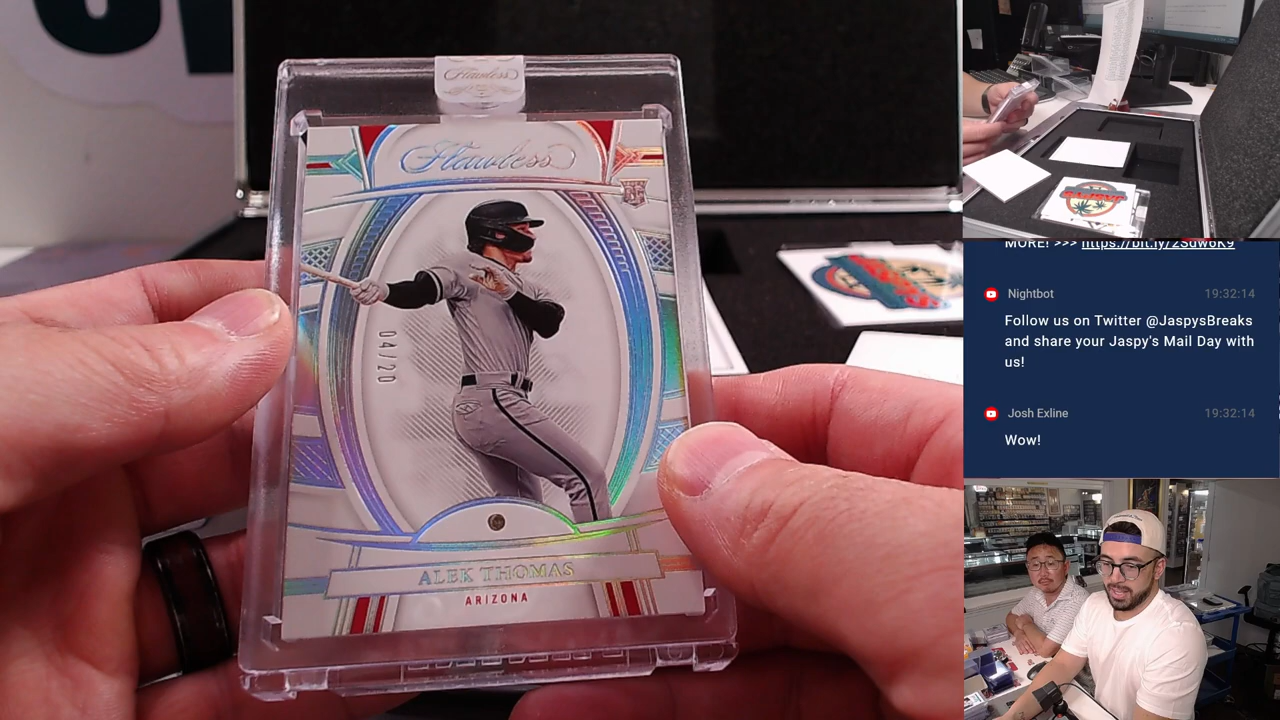 Flawless
Flawless
RC
04/20
ALEK THOMAS
ARIZONA
MORE! >>> https://bit.ly/2Sdw6K9
Nightbot
19:32:14
Follow us on Twitter @JaspysBreaks
and share your Jaspy's Mail Day with
us!
Josh Exline
19:32:14
Wow!